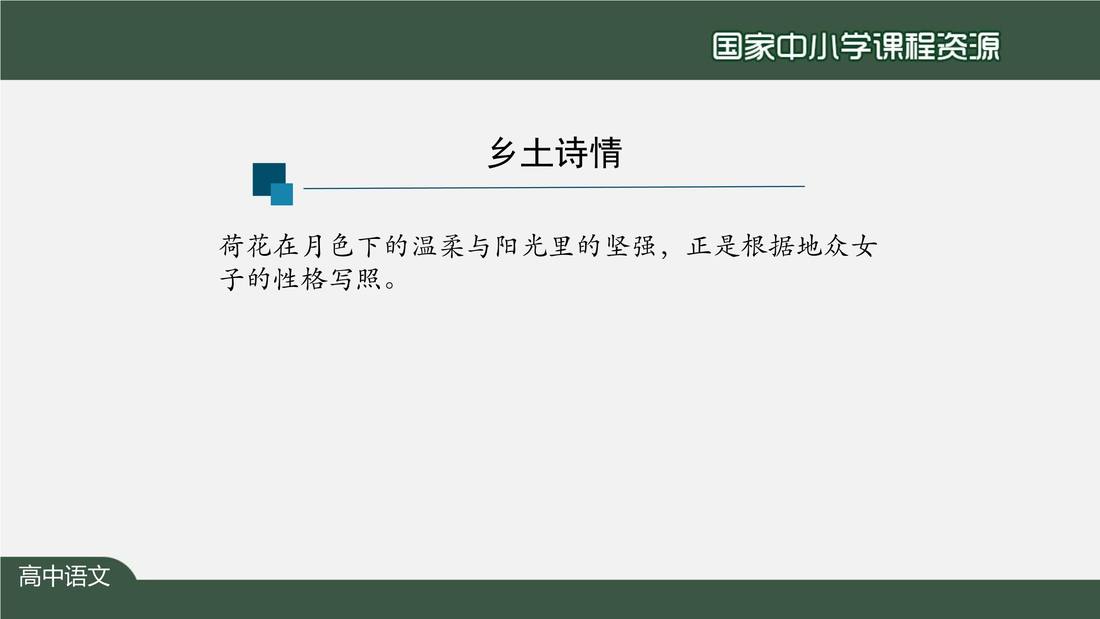 国家中小学课程资源
乡土诗情
荷花在月色下的温柔与阳光里的坚强，正是根据地众女
子的性格写照。
高中语文